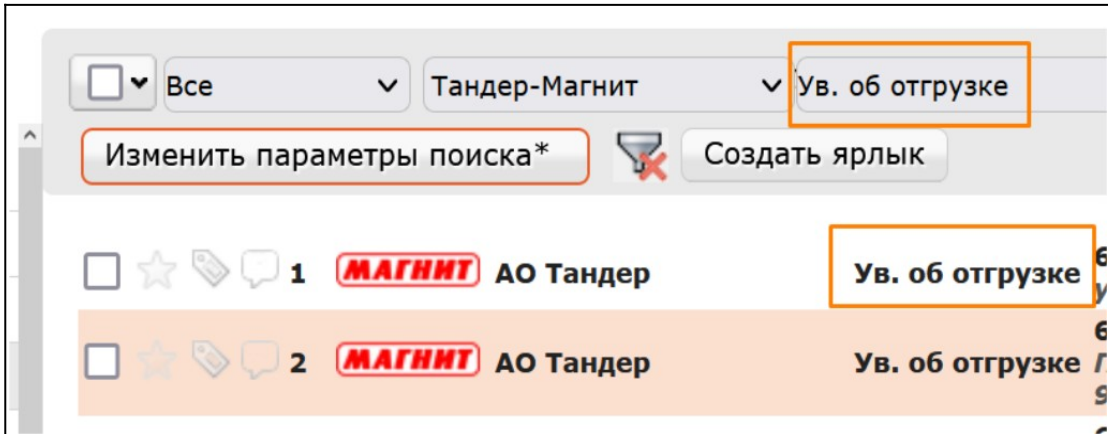 Все Тандер-Магнит Ув. об отгрузке
Изменить параметры поиска* Создать ярлык
1 МАГНИТ АО Тандер Ув. об отгрузке
2 МАГНИТ АО Тандер Ув. об отгрузке